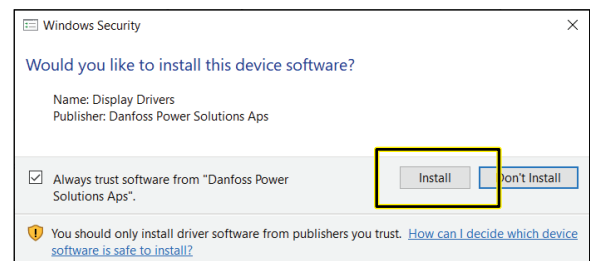 Windows Security
Would you like to install this device software?
Name: Display Drivers
Publisher: Danfoss Power Solutions Aps
Always trust software from "Danfoss Power
Solutions Aps".
Install
Don't Install
You should only install driver software from publishers you trust. How can I decide which device
software is safe to install?